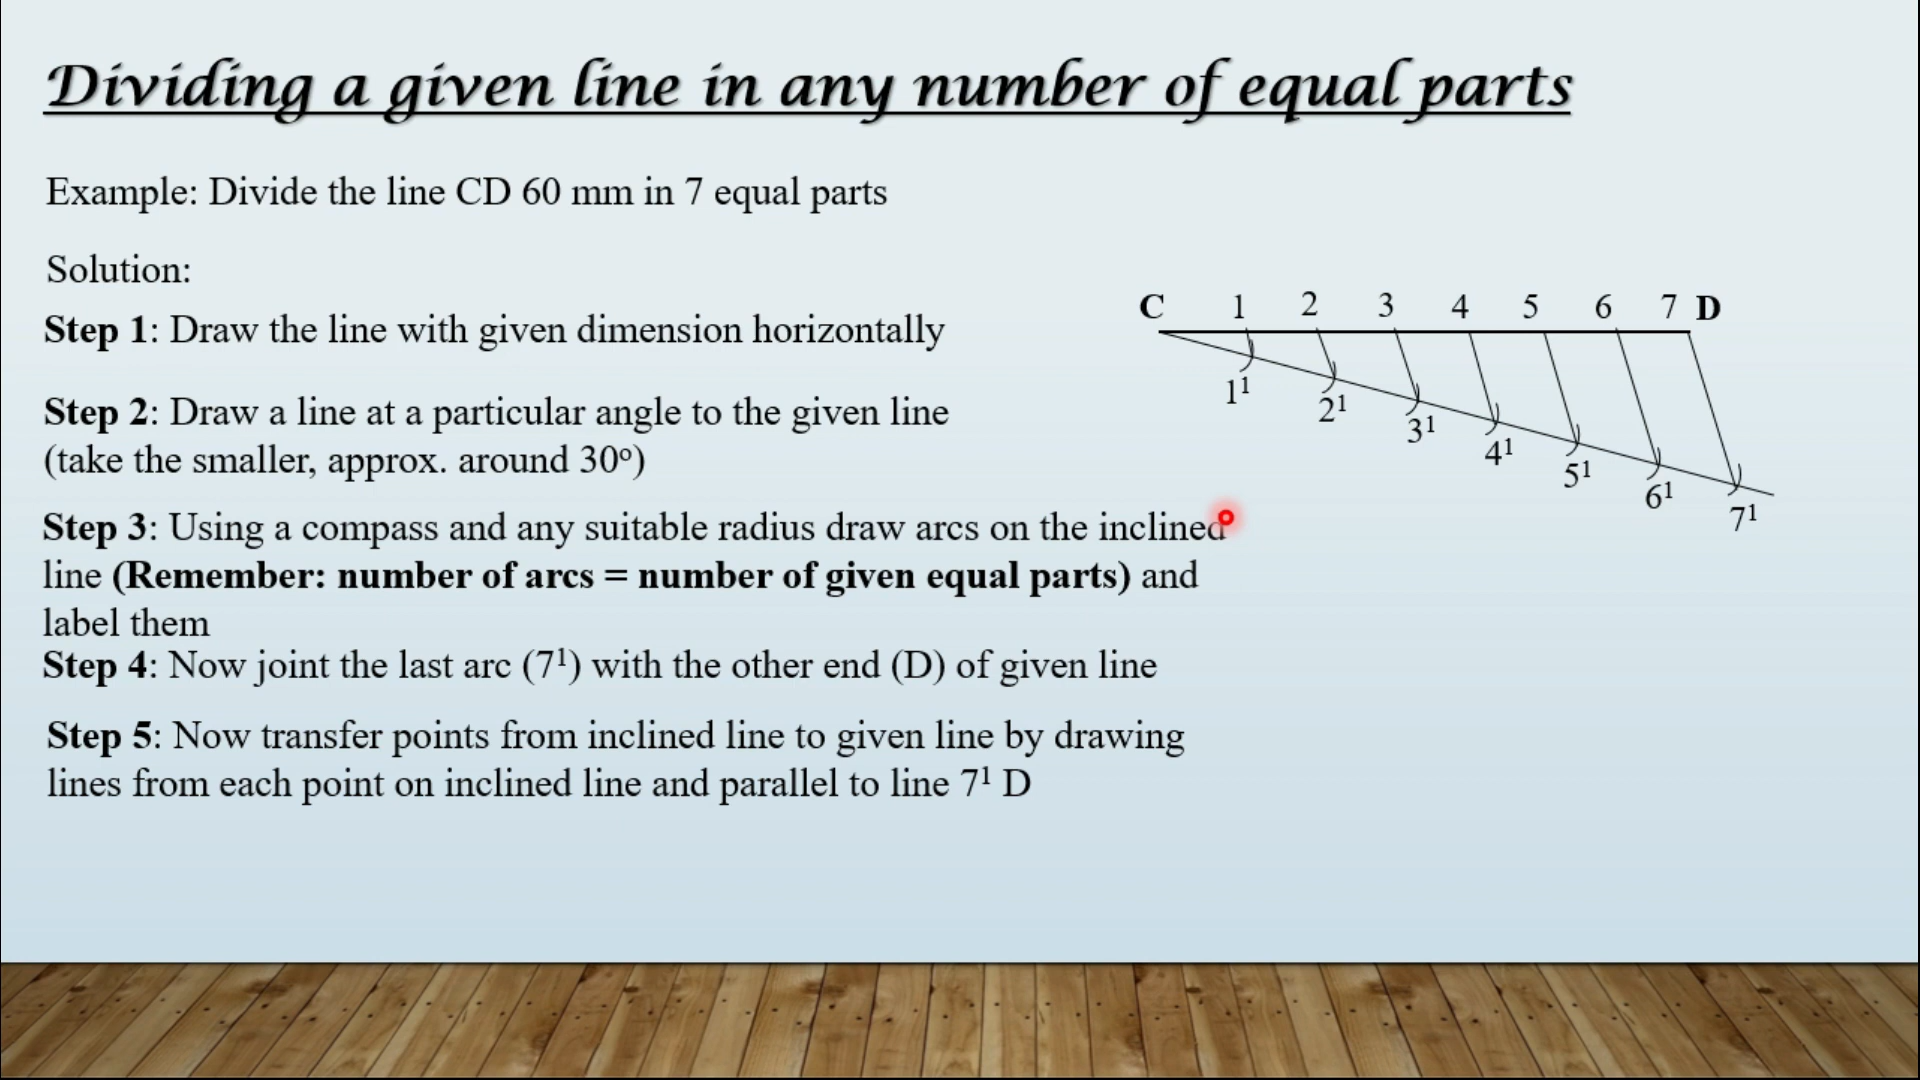 Dividing a given line in any number of equal parts
Example: Divide the line CD 60 mm in 7 equal parts
Solution:
Step 1: Draw the line with given dimension horizontally
Step 2: Draw a line at a particular angle to the given line
(take the smaller, approx. around 30º)
Step 3: Using a compass and any suitable radius draw arcs on the inclined
line (Remember: number of arcs = number of given equal parts) and
label them
Step 4: Now joint the last arc (7¹) with the other end (D) of given line
Step 5: Now transfer points from inclined line to given line by drawing
lines from each point on inclined line and parallel to line 7¹ D
C 1 2 3 4 5 6 7 D
1¹ 2¹ 3¹ 4¹ 5¹ 6¹ 7¹